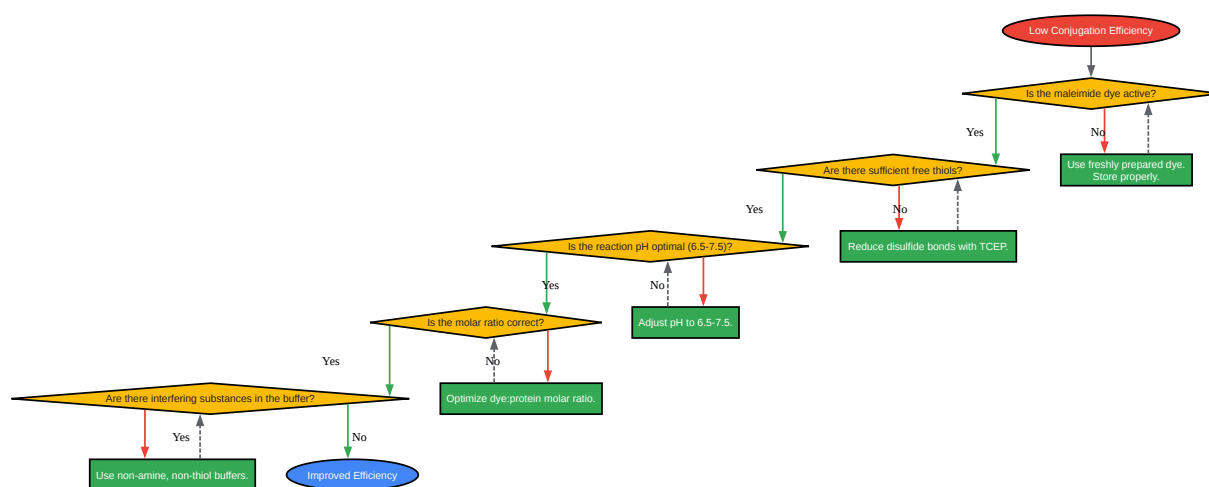 Low Conjugation Efficiency
Is the maleimide dye active?
Yes
No
Use freshly prepared dye.
Store properly.
Are there sufficient free thiols?
Yes
No
Reduce disulfide bonds with TCEP.
Is the reaction pH optimal (6.5-7.5)?
Yes
No
Adjust pH to 6.5-7.5.
Is the molar ratio correct?
Yes
No
Optimize dye:protein molar ratio.
Are there interfering substances in the buffer?
Yes
No
Use non-amine, non-thiol buffers.
Improved Efficiency